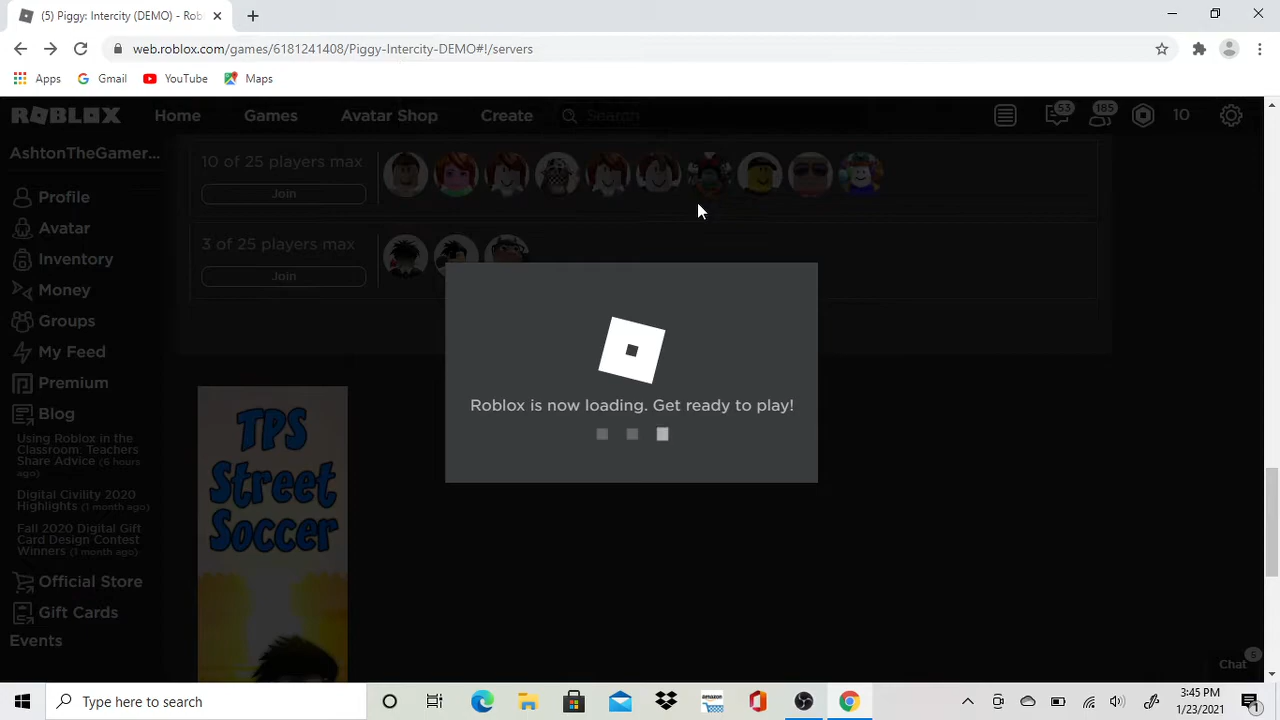 (5) Piggy: Intercity (DEMO) - Rob
web.roblox.com/games/6181241408/Piggy-Intercity-DEMO#!/servers
Apps Gmail YouTube Maps
ROBLOX Home Games Avatar Shop Create Search 53 185 10
AshtonTheGamer...
10 of 25 players max
Join
3 of 25 players max
Join
Profile
Avatar
Inventory
Money
Groups
My Feed
Premium
Blog
Using Roblox in the
Classroom: Teachers
Share Advice (6 hours
ago)
Digital Civility 2020
Highlights (1 month ago)
Fall 2020 Digital Gift
Card Design Contest
Winners (1 month ago)
Official Store
Gift Cards
Events
Roblox is now loading. Get ready to play!
TPS
Street
Soccer
Chat
Type here to search
3:45 PM
1/23/2021